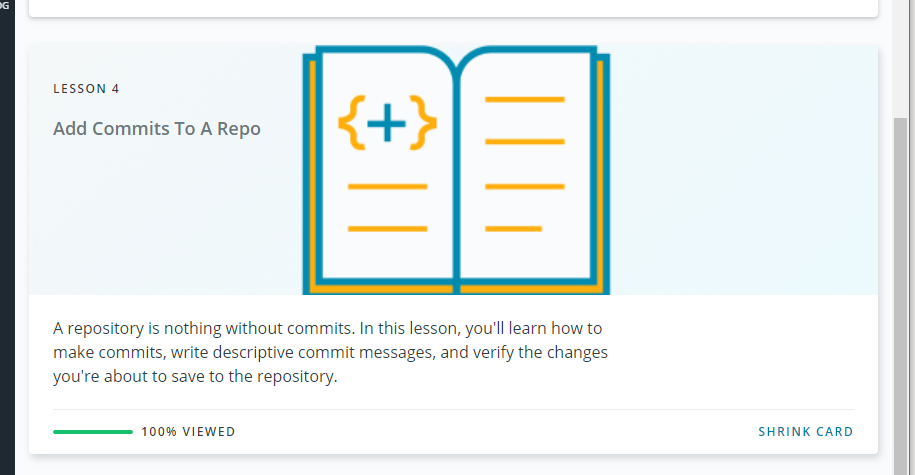 OG
LESSON 4
Add Commits To A Repo
{+}
A repository is nothing without commits. In this lesson, you'll learn how to
make commits, write descriptive commit messages, and verify the changes
you're about to save to the repository.
100% VIEWED
SHRINK CARD